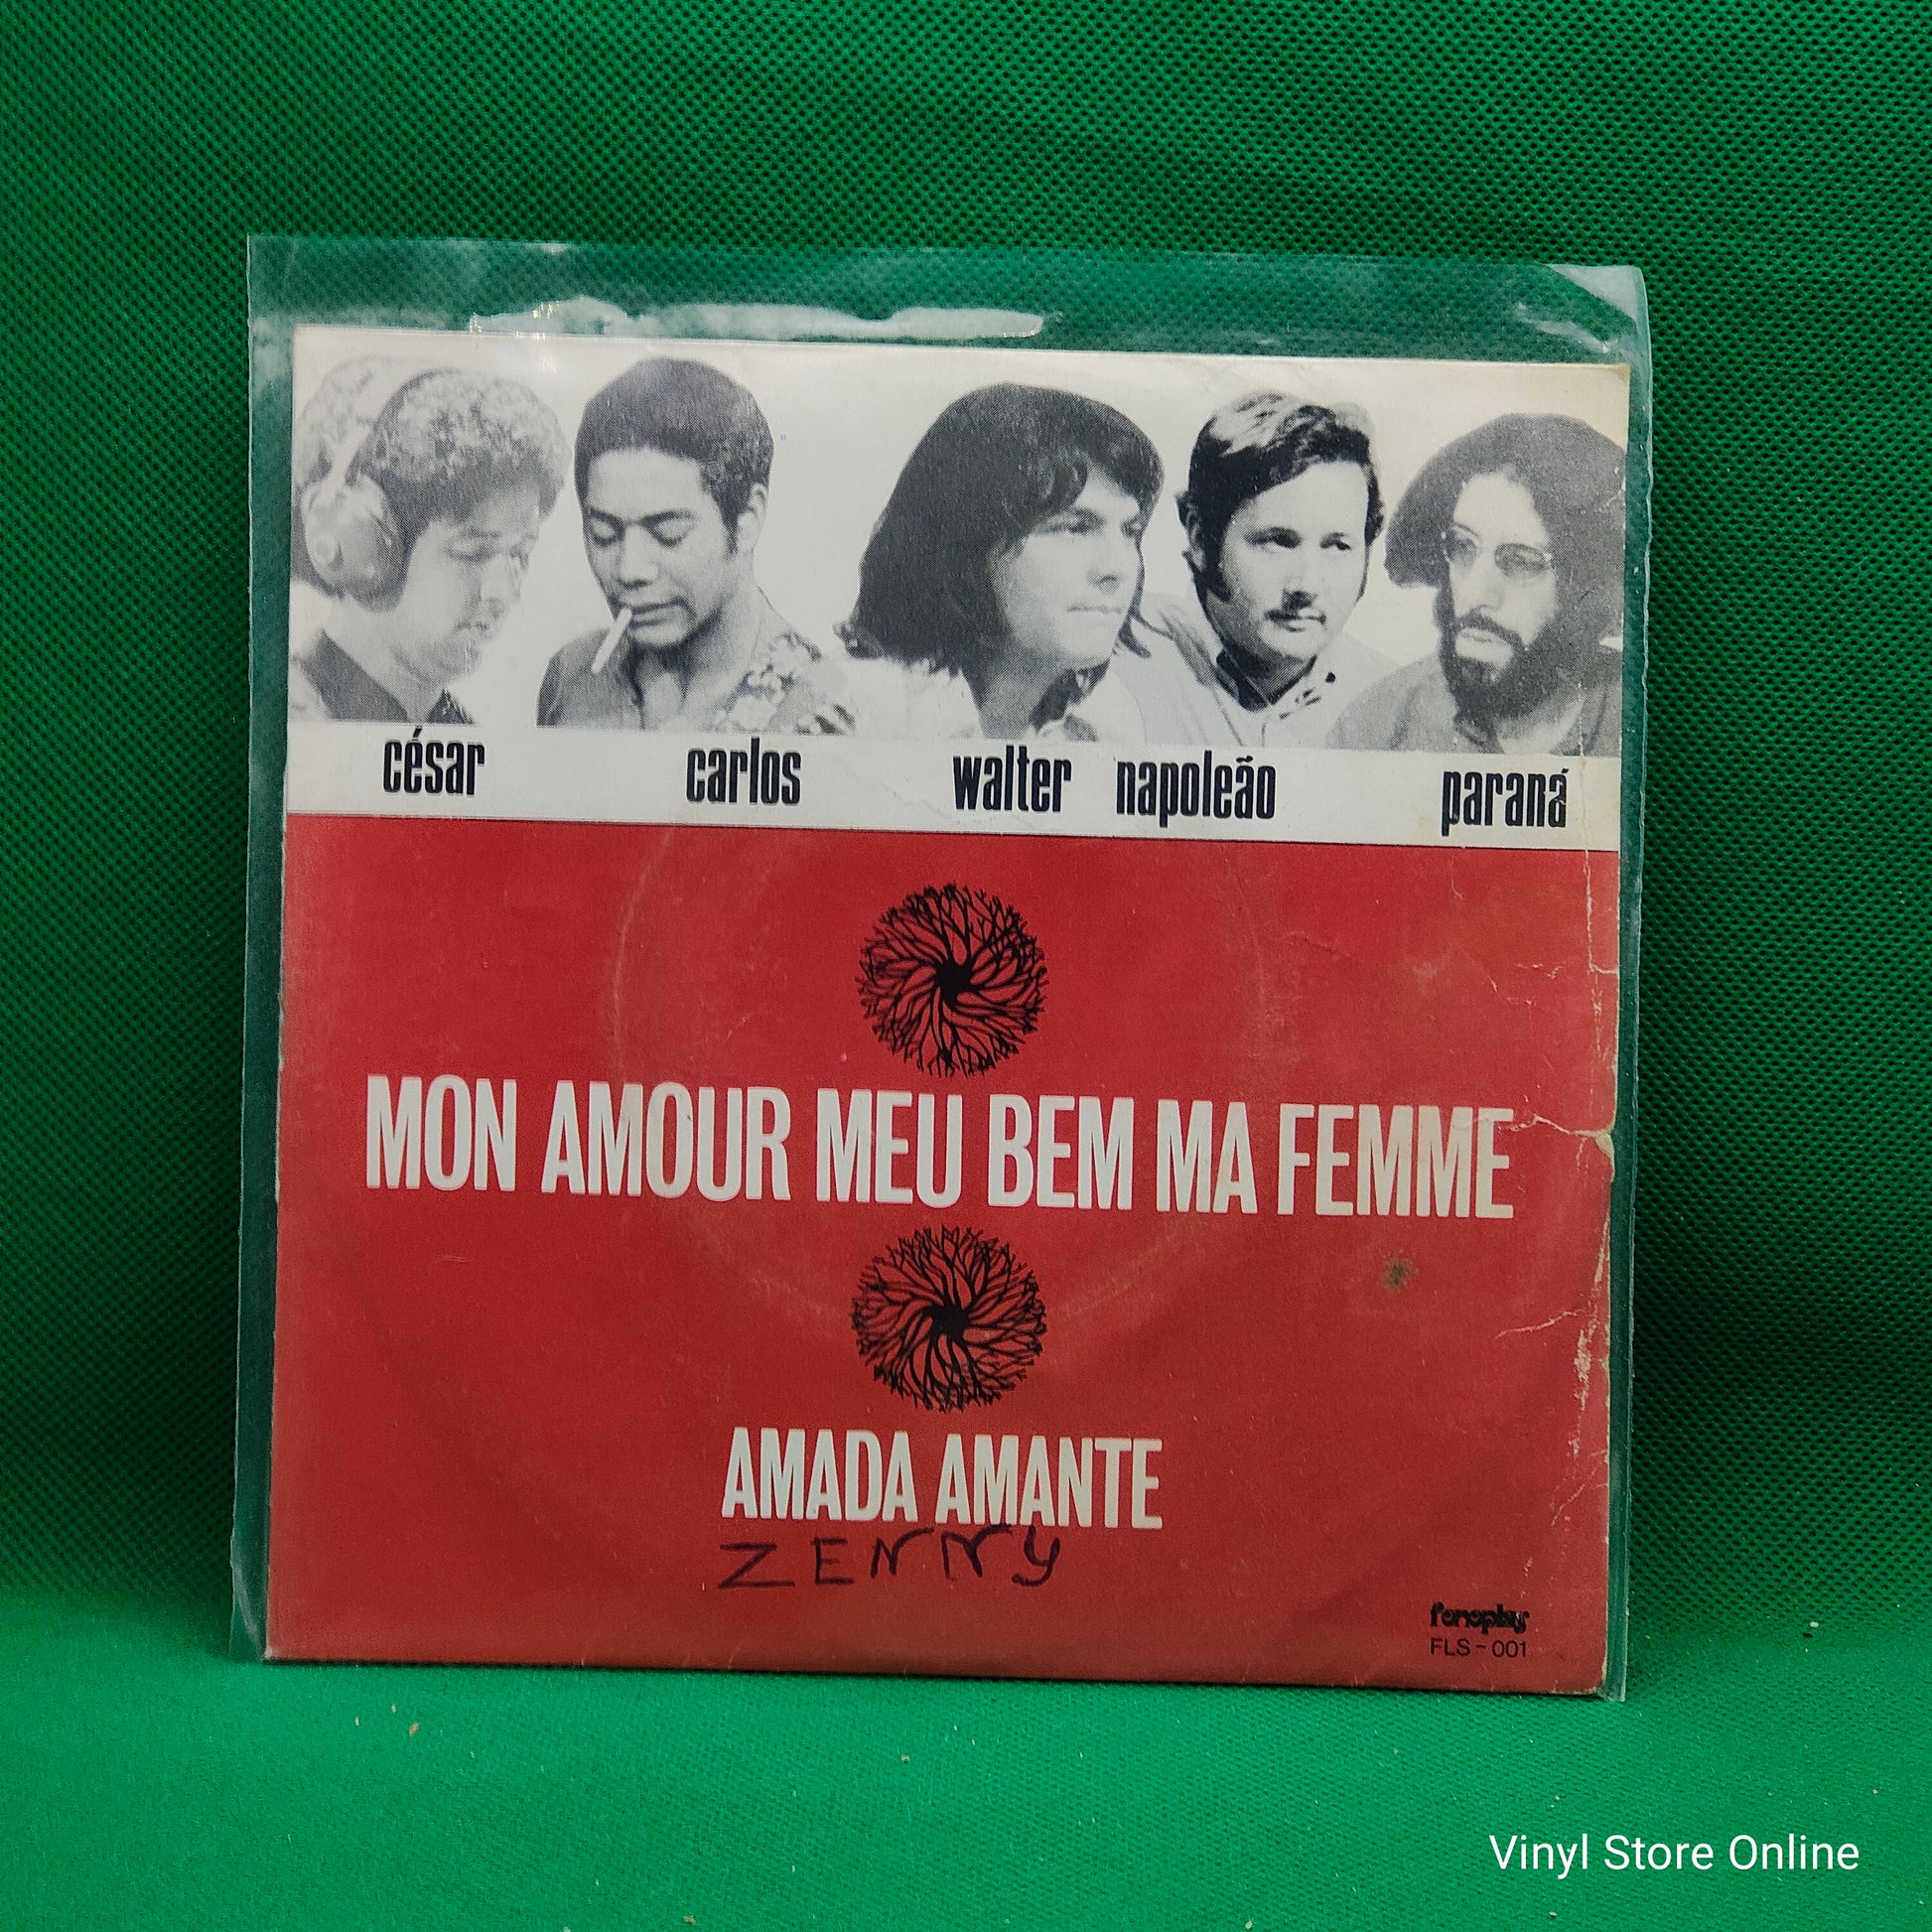 césar carlos walter napoleão paraná
MON AMOUR MEU BEM MA FEMME
AMADA AMANTE
ZENNY
fonoplay
FLS - 001
Vinyl Store Online